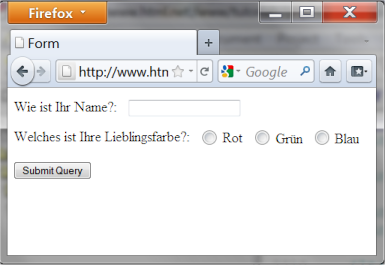 Firefox
Form
http://www.htn
Google
Wie ist Ihr Name?:
Welches ist Ihre Lieblingsfarbe?: Rot Grün Blau
Submit Query